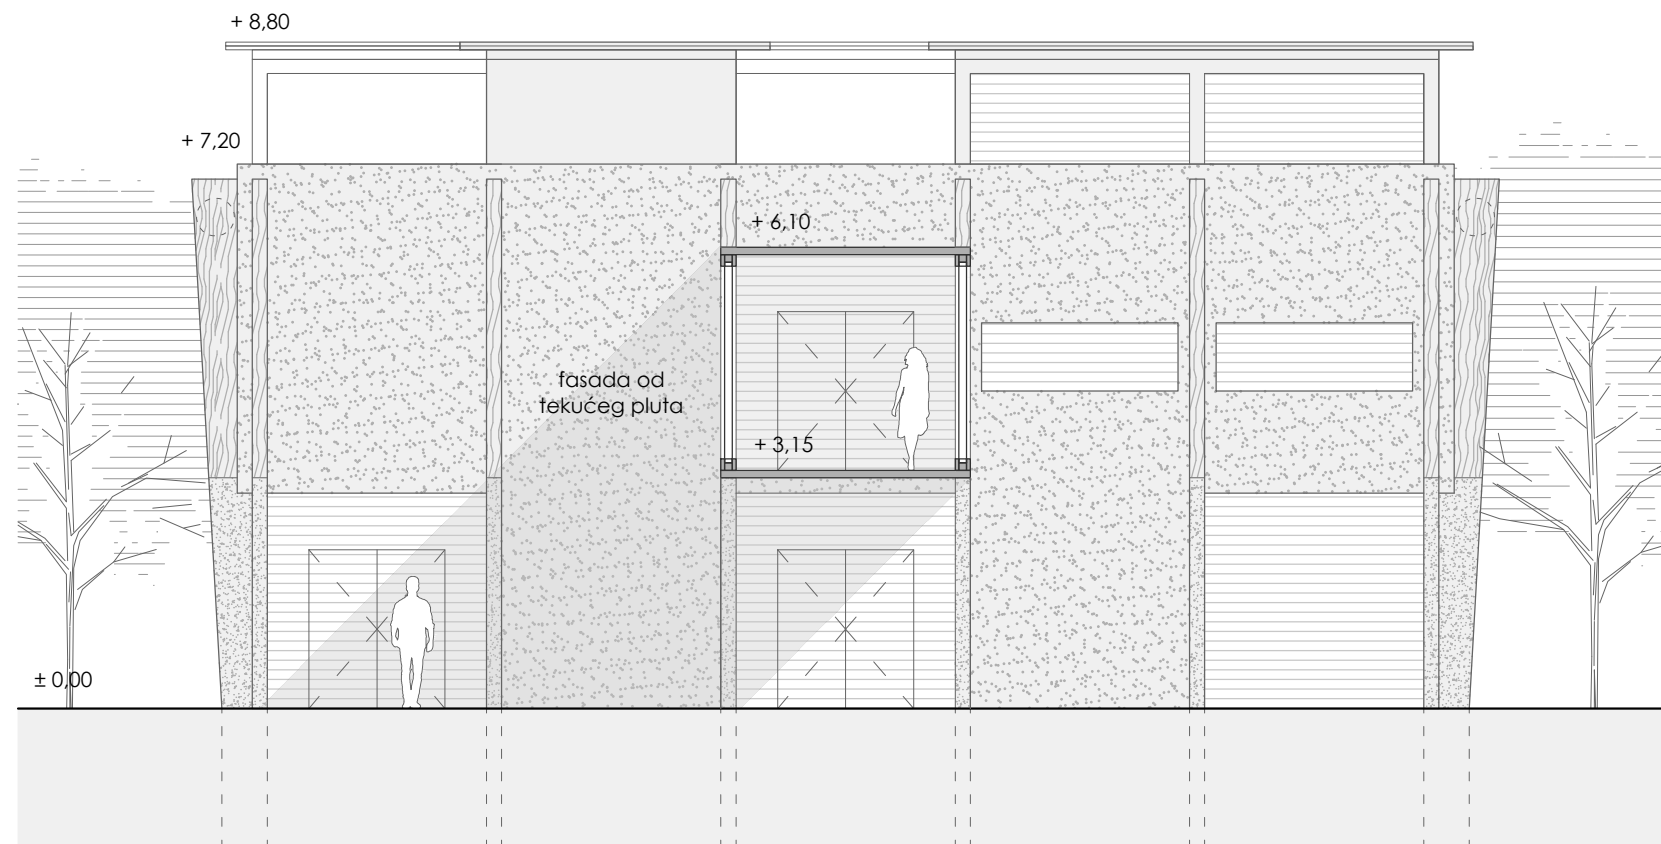 + 8,80
+ 7,20
+ 6,10
fasada od
tekućeg pluta
+ 3,15
± 0,00